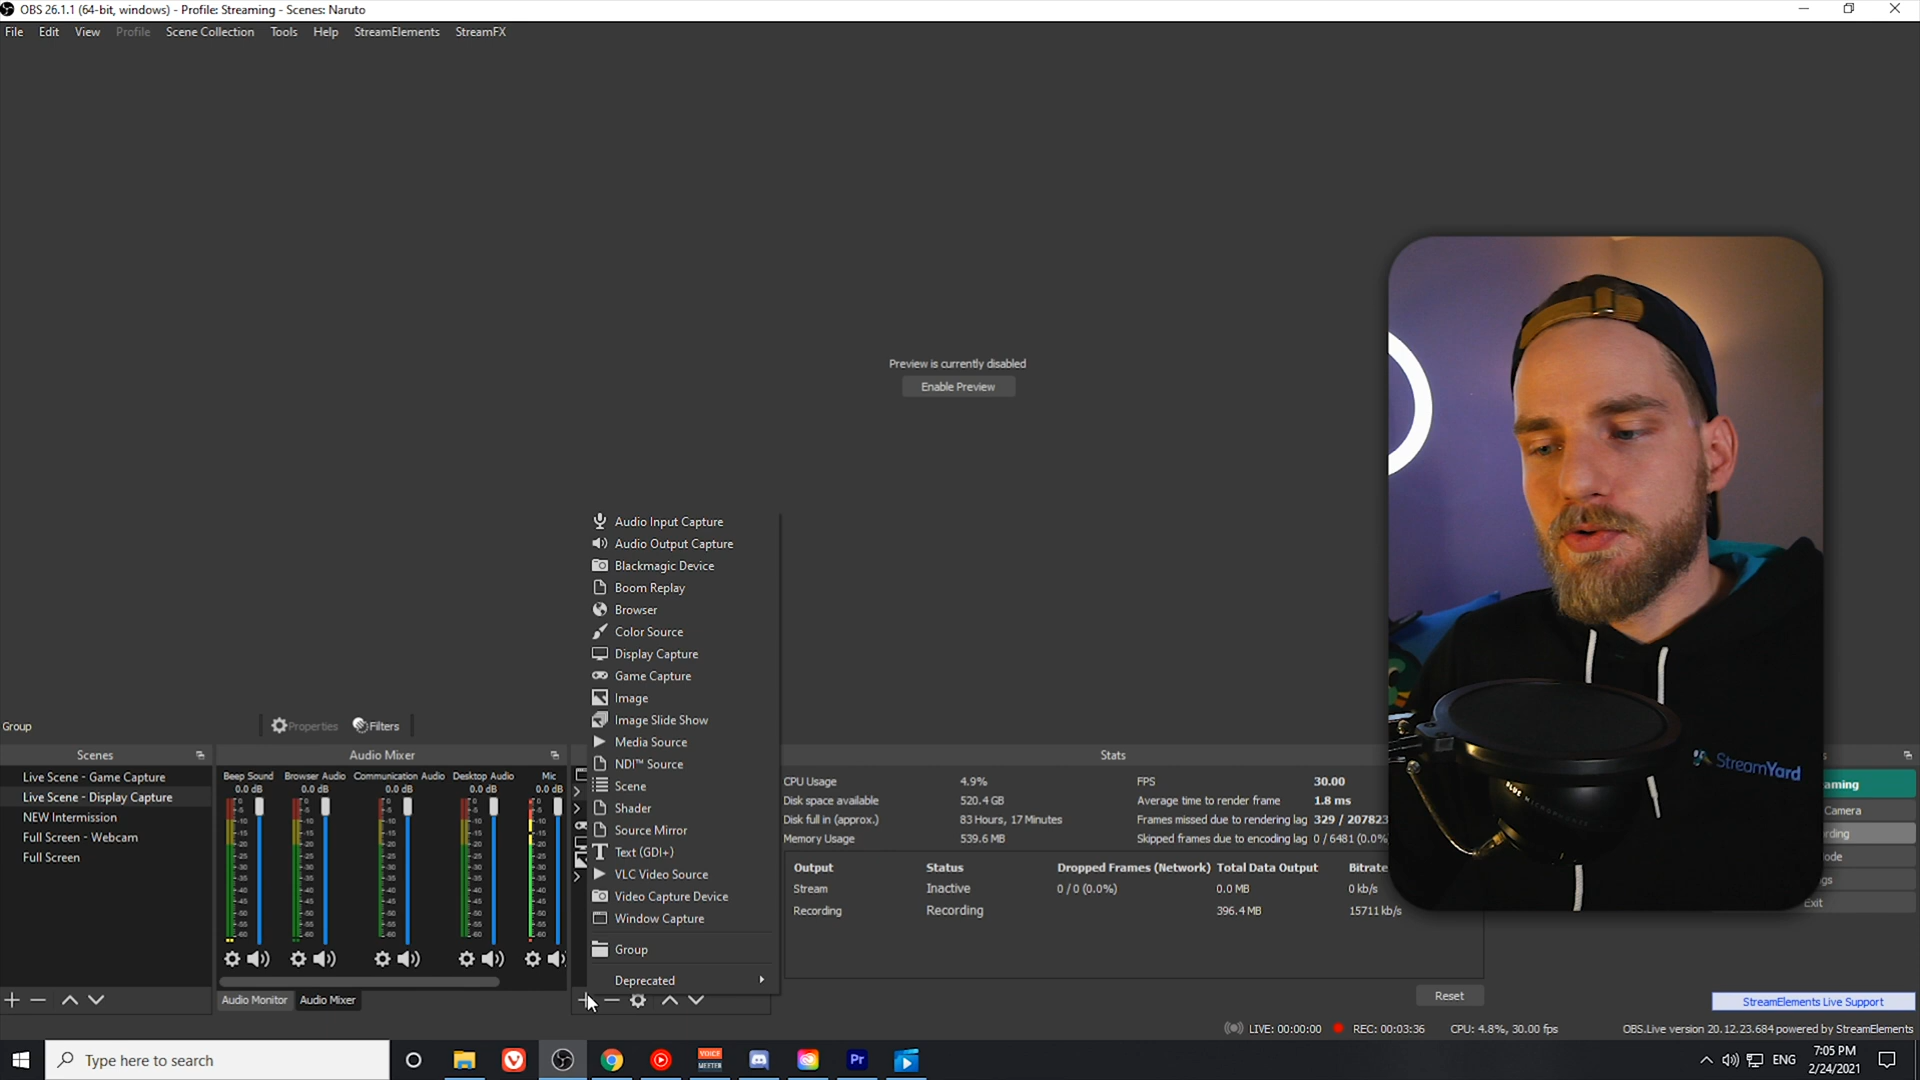 OBS 26.1.1 (64-bit, windows) - Profile: Streaming - Scenes: Naruto
File Edit View Profile Scene Collection Tools Help StreamElements StreamFX
Preview is currently disabled
Enable Preview
Audio Input Capture
Audio Output Capture
Blackmagic Device
Boom Replay
Browser
Color Source
Display Capture
Game Capture
Image
Image Slide Show
Media Source
NDI™ Source
Scene
Shader
Source Mirror
Text (GDI+)
VLC Video Source
Video Capture Device
Window Capture
Group
Deprecated
Group
Properties Filters
Scenes
Live Scene - Game Capture
Live Scene - Display Capture
NEW Intermission
Full Screen - Webcam
Full Screen
Audio Mixer
Beep Sound Browser Audio Communication Audio Desktop Audio Mic
0.0 dB 0.0 dB 0.0 dB 0.0 dB 0.0 dB
Audio Monitor Audio Mixer
Stats
CPU Usage 4.9% FPS 30.00
Disk space available 520.4 GB Average time to render frame 1.8 ms
Disk full in (approx.) 83 Hours, 17 Minutes Frames missed due to rendering lag 329 / 207823
Memory Usage 539.6 MB Skipped frames due to encoding lag 0 / 6481 (0.0%
Output Status Dropped Frames (Network) Total Data Output Bitrate
Stream Inactive 0 / 0 (0.0%) 0.0 MB 0 kb/s
Recording Recording 396.4 MB 15711 kb/s
Reset
StreamYard
BLUE MICROPHONES
aming
Camera
rding
ode
gs
Exit
StreamElements Live Support
LIVE: 00:00:00 REC: 00:03:36 CPU: 4.8%, 30.00 fps OBS.Live version 20.12.23.684 powered by StreamElements
Type here to search
VOICE
MEETER
Pr
ENG
7:05 PM
2/24/2021